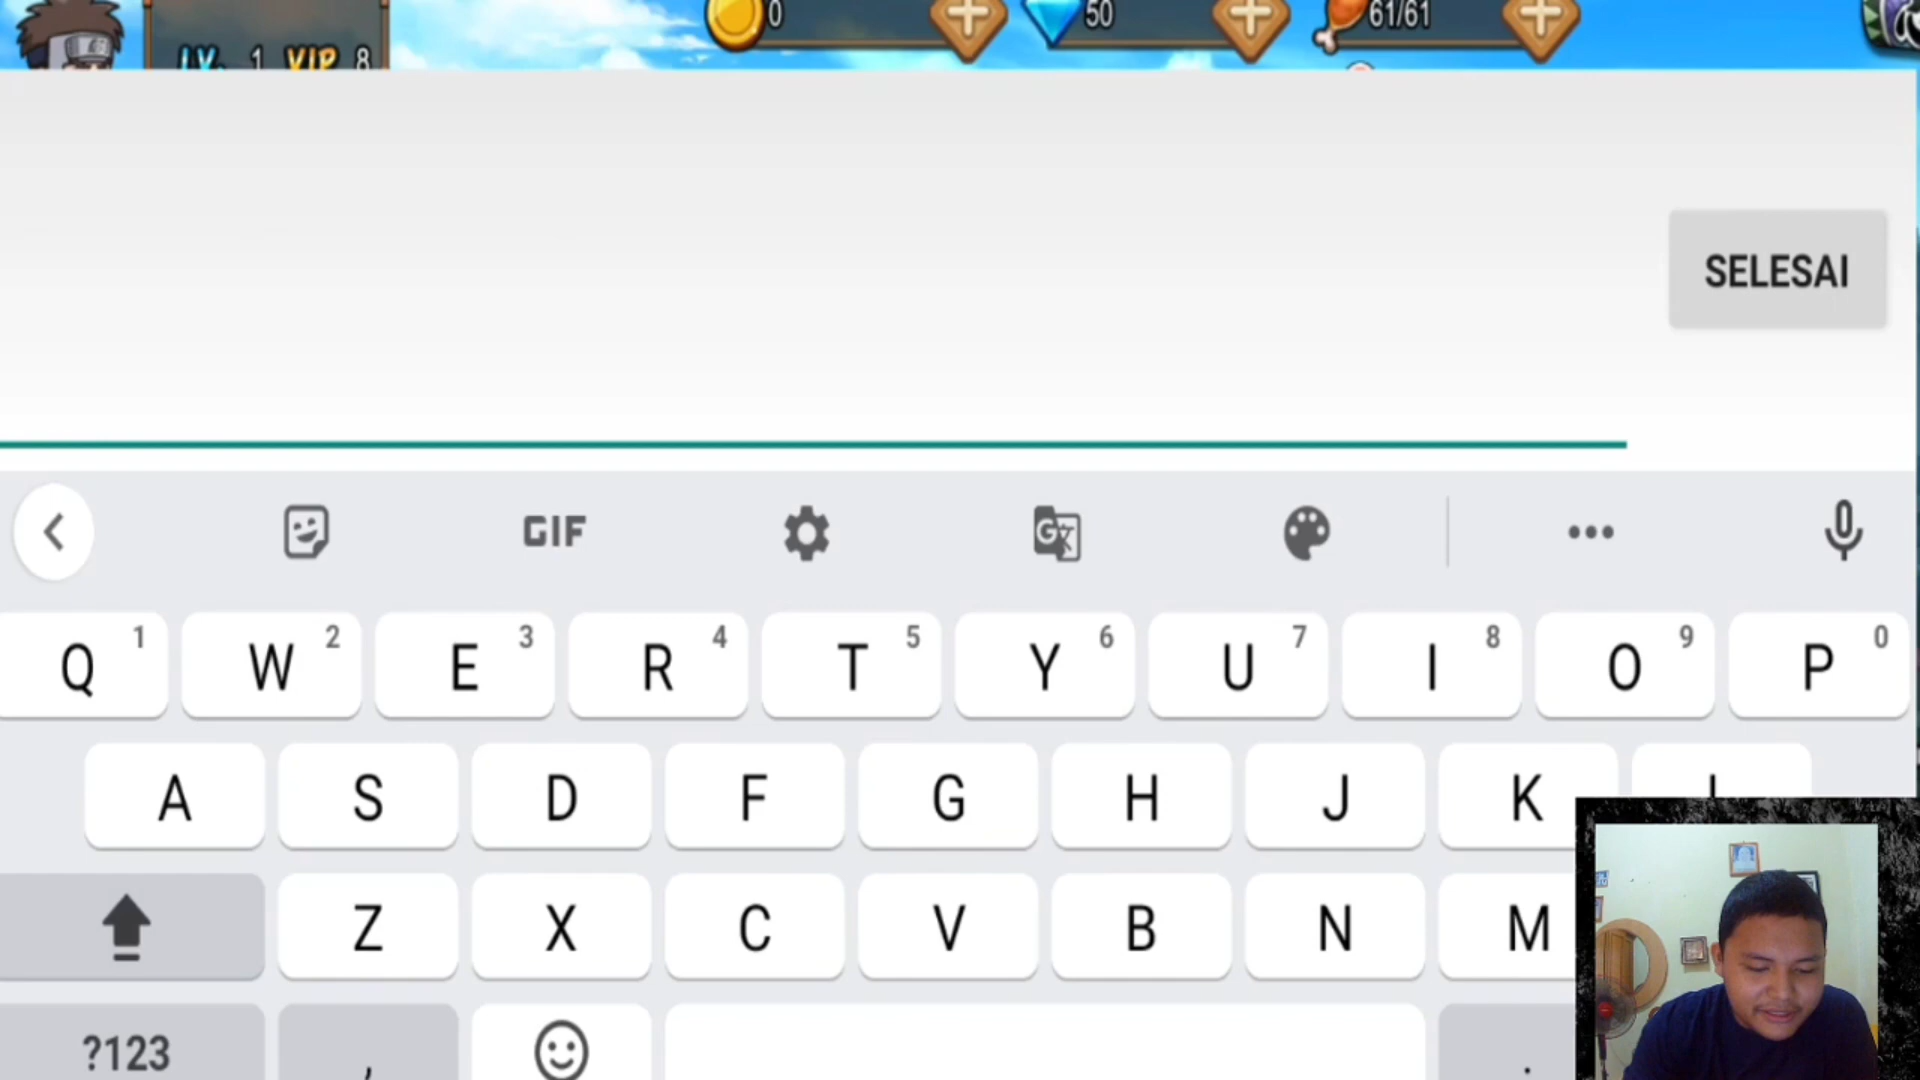 LV. 1 VIP 8
0
50
61/61
SELESAI
GIF
Q 1 W 2 E 3 R 4 T 5 Y 6 U 7 I 8 O 9 P 0
A S D F G H J K L
Z X C V B N M
?123 , .